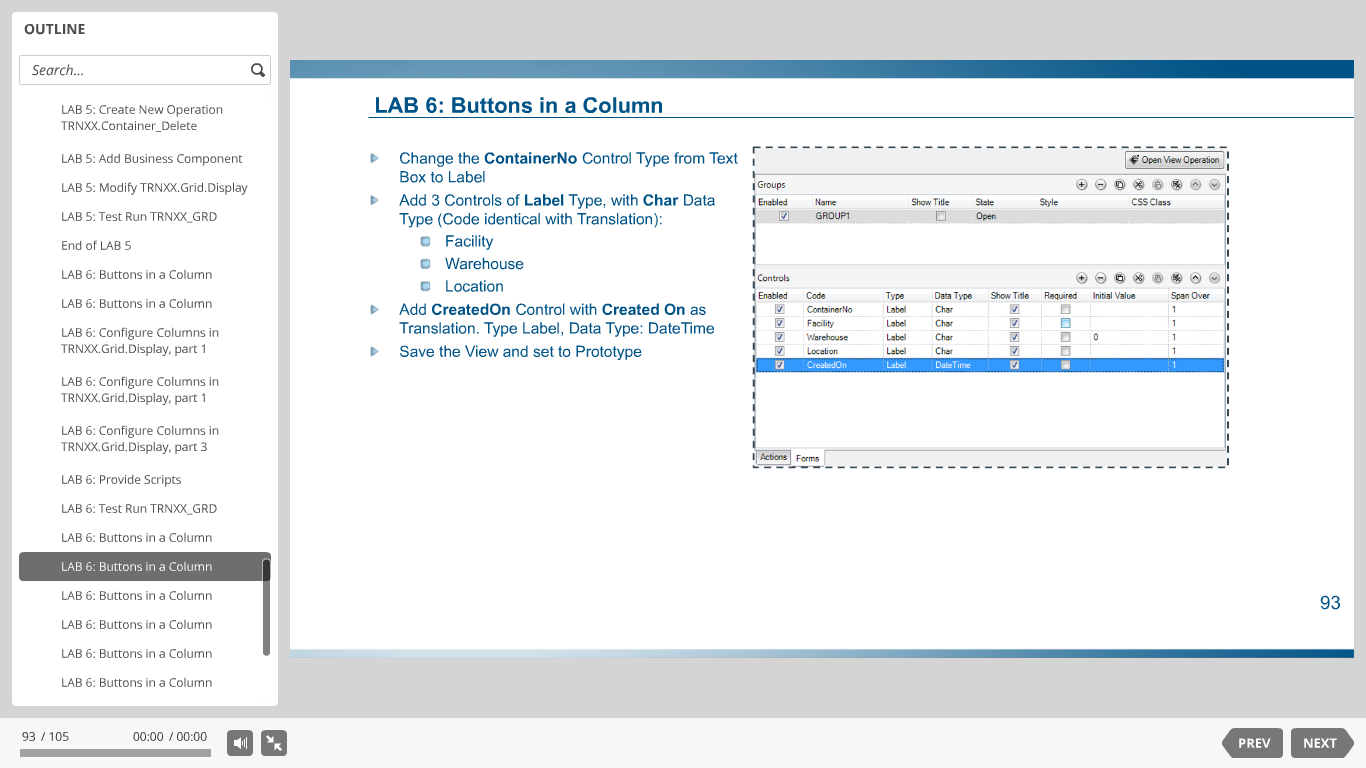 OUTLINE
Search...
LAB 5: Create New Operation
TRNXX.Container_Delete
LAB 5: Add Business Component
LAB 5: Modify TRNXX.Grid.Display
LAB 5: Test Run TRNXX_GRD
End of LAB 5
LAB 6: Buttons in a Column
LAB 6: Buttons in a Column
LAB 6: Configure Columns in
TRNXX.Grid.Display, part 1
LAB 6: Configure Columns in
TRNXX.Grid.Display, part 1
LAB 6: Configure Columns in
TRNXX.Grid.Display, part 3
LAB 6: Provide Scripts
LAB 6: Test Run TRNXX_GRD
LAB 6: Buttons in a Column
LAB 6: Buttons in a Column
LAB 6: Buttons in a Column
LAB 6: Buttons in a Column
LAB 6: Buttons in a Column
LAB 6: Buttons in a Column
LAB 6: Buttons in a Column
Change the ContainerNo Control Type from Text
Box to Label
Add 3 Controls of Label Type, with Char Data
Type (Code identical with Translation):
Facility
Warehouse
Location
Add CreatedOn Control with Created On as
Translation. Type Label, Data Type: DateTime
Save the View and set to Prototype
Open View Operation
Groups
Enabled Name Show Title State Style CSS Class
GROUP1 Open
Controls
Enabled Code Type Data Type Show Title Required Initial Value Span Over
ContainerNo Label Char 1
Facility Label Char 1
Warehouse Label Char 0 1
Location Label Char 1
CreatedOn Label DateTime 1
Actions Forms
93
93 / 105 00:00 / 00:00
PREV NEXT